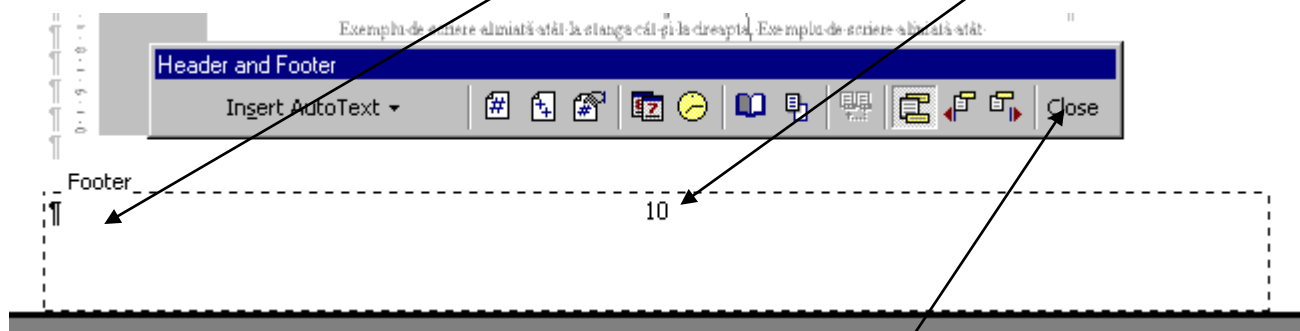 Exemplu de scriere aliniată atât la stanga cât și la dreapta. Exemplu de scriere aliniată atât
Header and Footer
Insert AutoText
Close
Footer
¶ 10